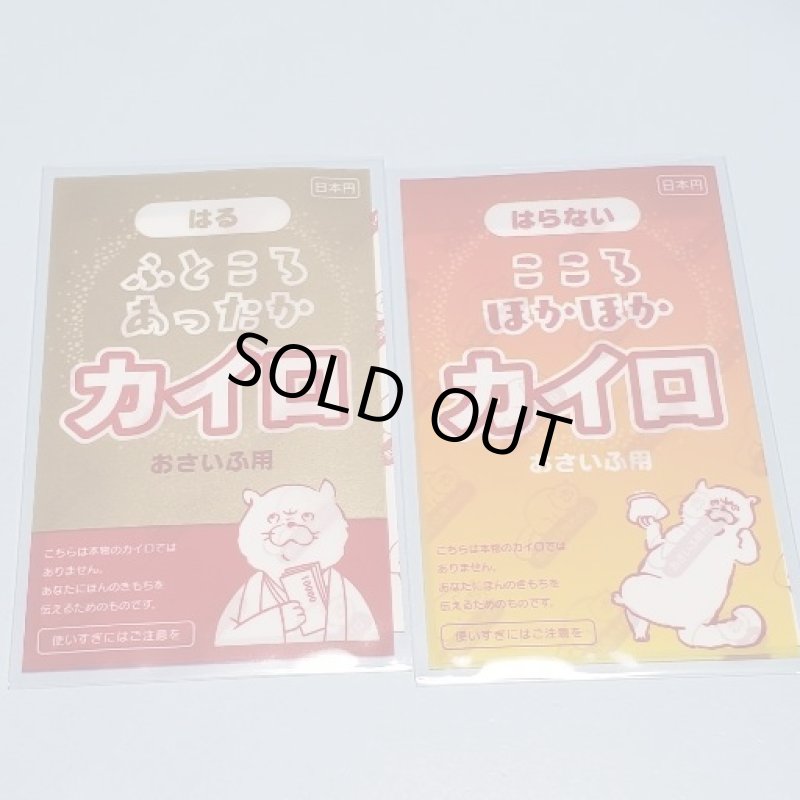 日本円
はる
ふところ
あったか
カイロ
おさいふ用
こちらは本物のカイロでは
ありません。
あなたにほんのきもちを
伝えるためのものです。
使いすぎにはご注意を
10000
日本円
はらない
こころ
ほかほか
カイロ
おさいふ用
こちらは本物のカイロでは
ありません。
あなたにほんのきもちを
伝えるためのものです。
使いすぎにはご注意を
SOLD OUT